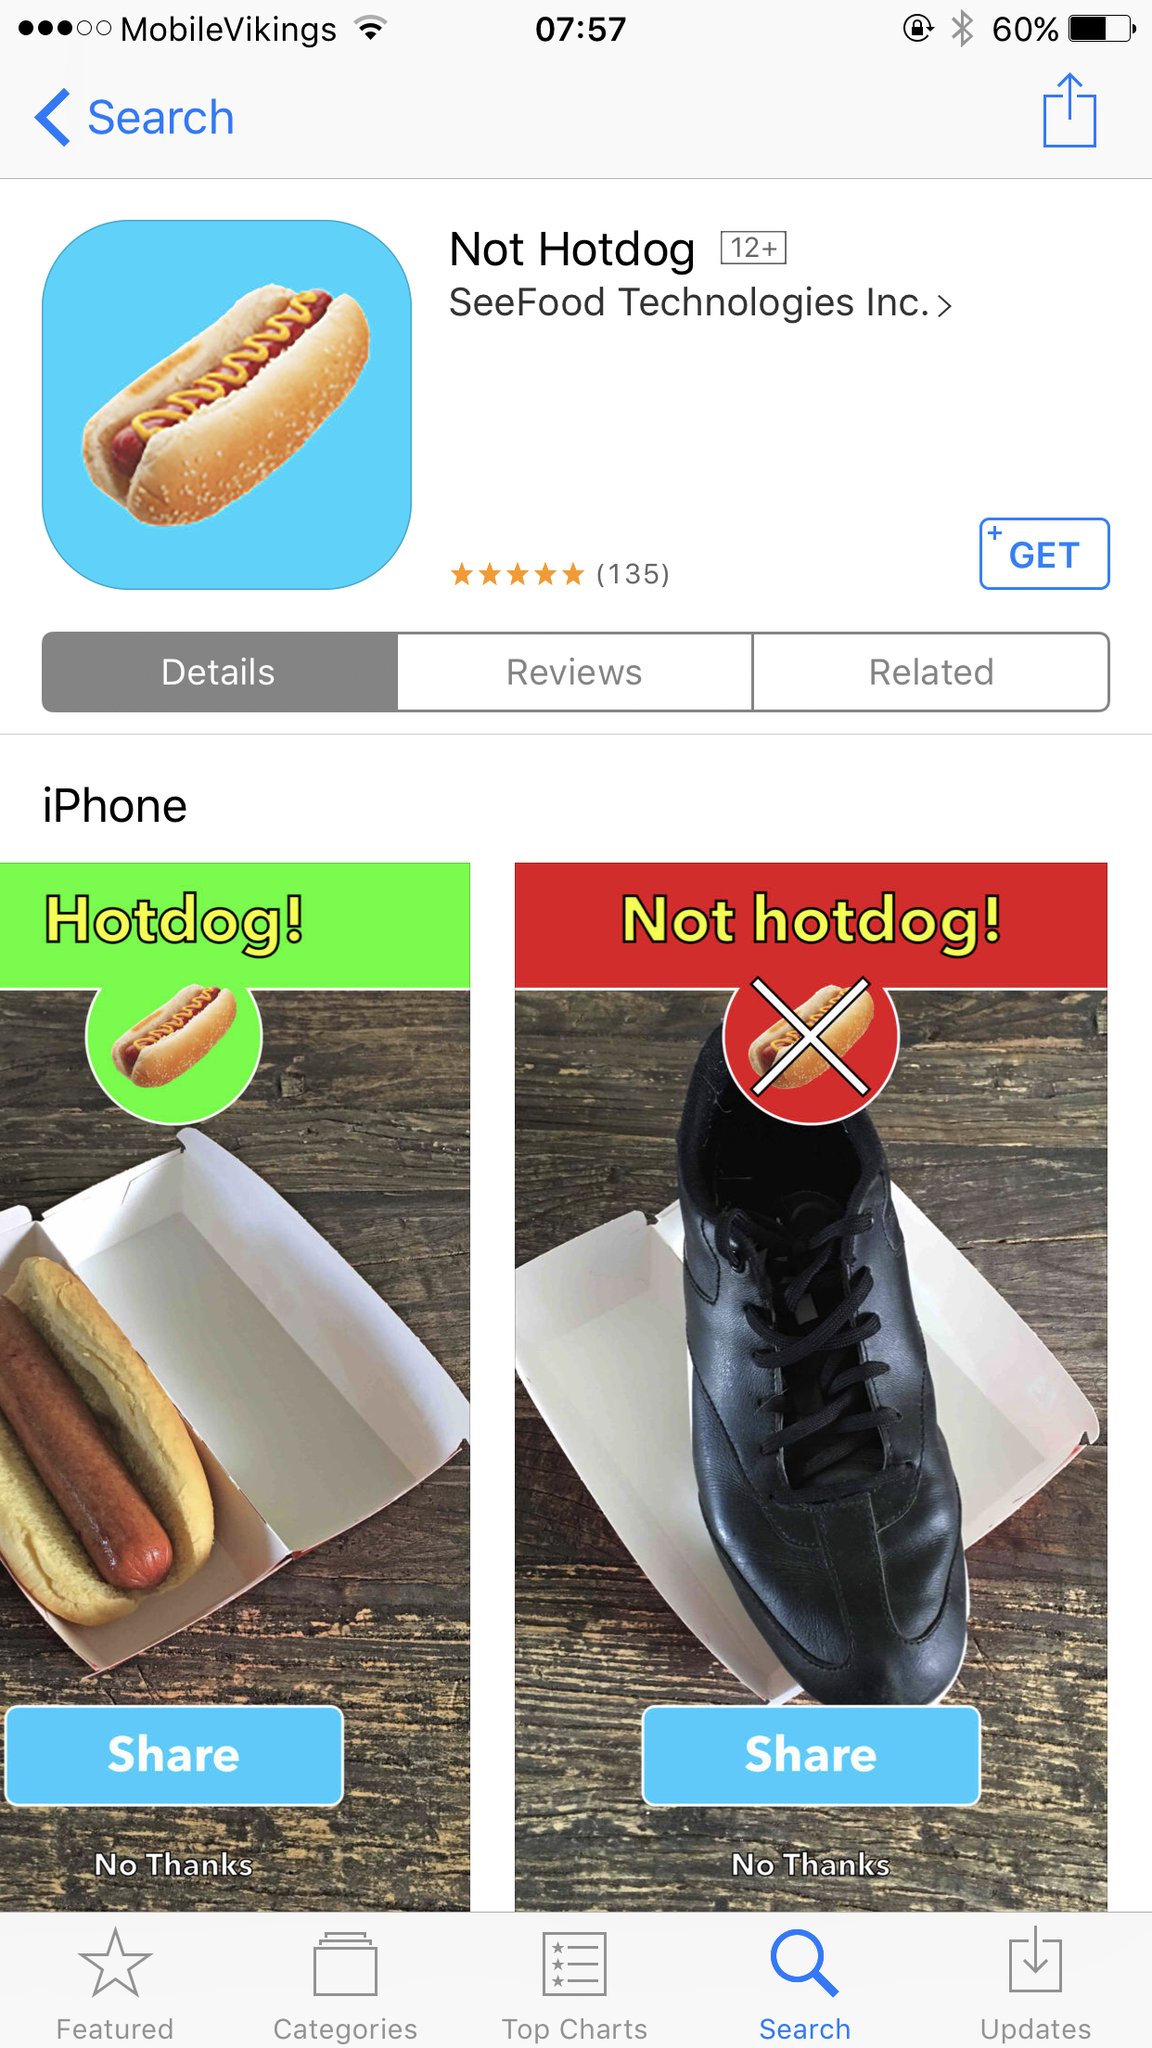 MobileVikings 07:57 60%
Search
Not Hotdog 12+
SeeFood Technologies Inc.
(135)
+ GET
Details Reviews Related
iPhone
Hotdog! Not hotdog!
Share Share
No Thanks No Thanks
Featured Categories Top Charts Search Updates